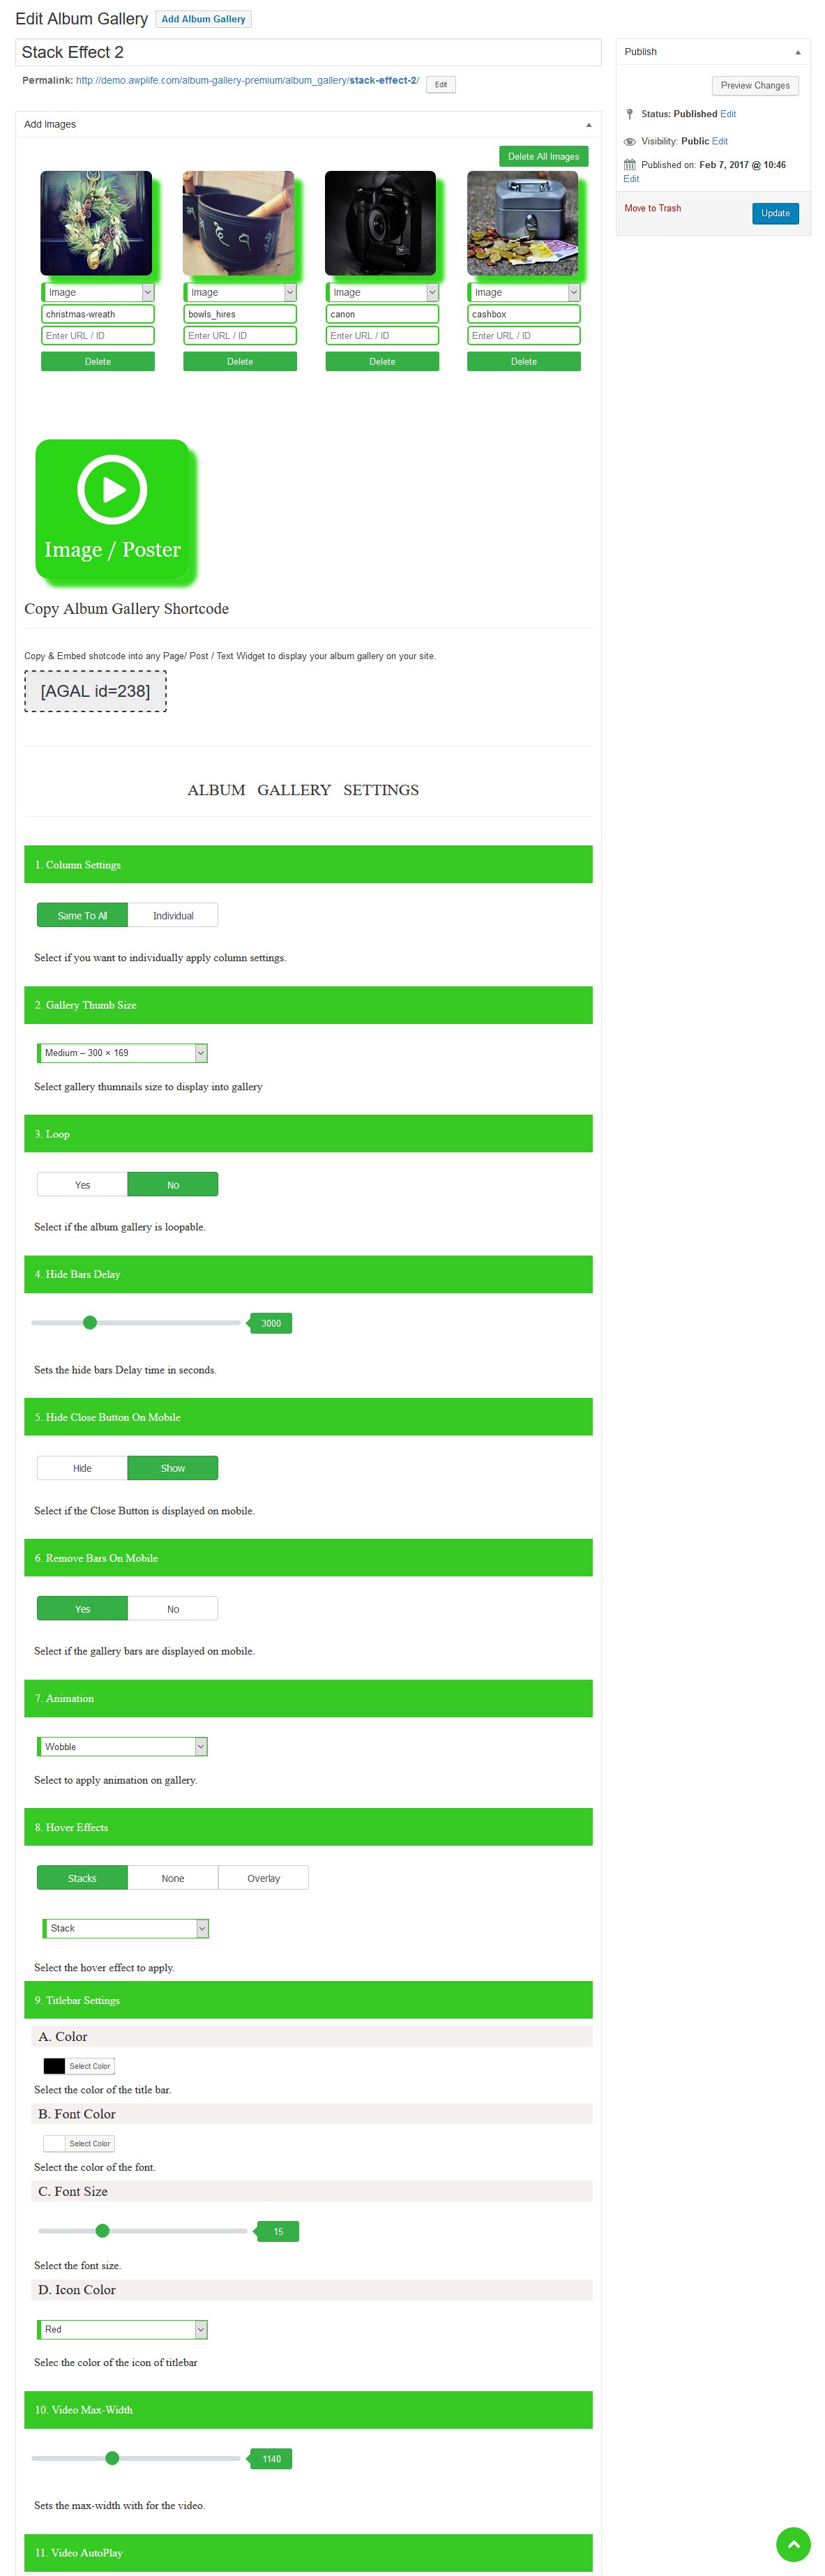 Edit Album Gallery Add Album Gallery
Stack Effect 2
Permalink: http://demo.awplife.com/album-gallery-premium/album_gallery/stack-effect-2/ Edit
Add Images
Delete All Images
Image Image Image Image
christmas-wreath bowls_hires canon cashbox
Enter URL / ID Enter URL / ID Enter URL / ID Enter URL / ID
Delete Delete Delete Delete
Image / Poster
Copy Album Gallery Shortcode
Copy & Embed shotcode into any Page/ Post / Text Widget to display your album gallery on your site.
[AGAL id=238]
ALBUM GALLERY SETTINGS
1. Column Settings
Same To All Individual
Select if you want to individually apply column settings.
2. Gallery Thumb Size
Medium – 300 × 169
Select gallery thumnails size to display into gallery
3. Loop
Yes No
Select if the album gallery is loopable.
4. Hide Bars Delay
3000
Sets the hide bars Delay time in seconds.
5. Hide Close Button On Mobile
Hide Show
Select if the Close Button is displayed on mobile.
6. Remove Bars On Mobile
Yes No
Select if the gallery bars are displayed on mobile.
7. Animation
Wobble
Select to apply animation on gallery.
8. Hover Effects
Stacks None Overlay
Stack
Select the hover effect to apply.
9. Titlebar Settings
A. Color
Select Color
Select the color of the title bar.
B. Font Color
Select Color
Select the color of the font.
C. Font Size
15
Select the font size.
D. Icon Color
Red
Selec the color of the icon of titlebar
10. Video Max-Width
1140
Sets the max-width with for the video.
11. Video AutoPlay
Publish
Preview Changes
Status: Published Edit
Visibility: Public Edit
Published on: Feb 7, 2017 @ 10:46
Edit
Move to Trash Update